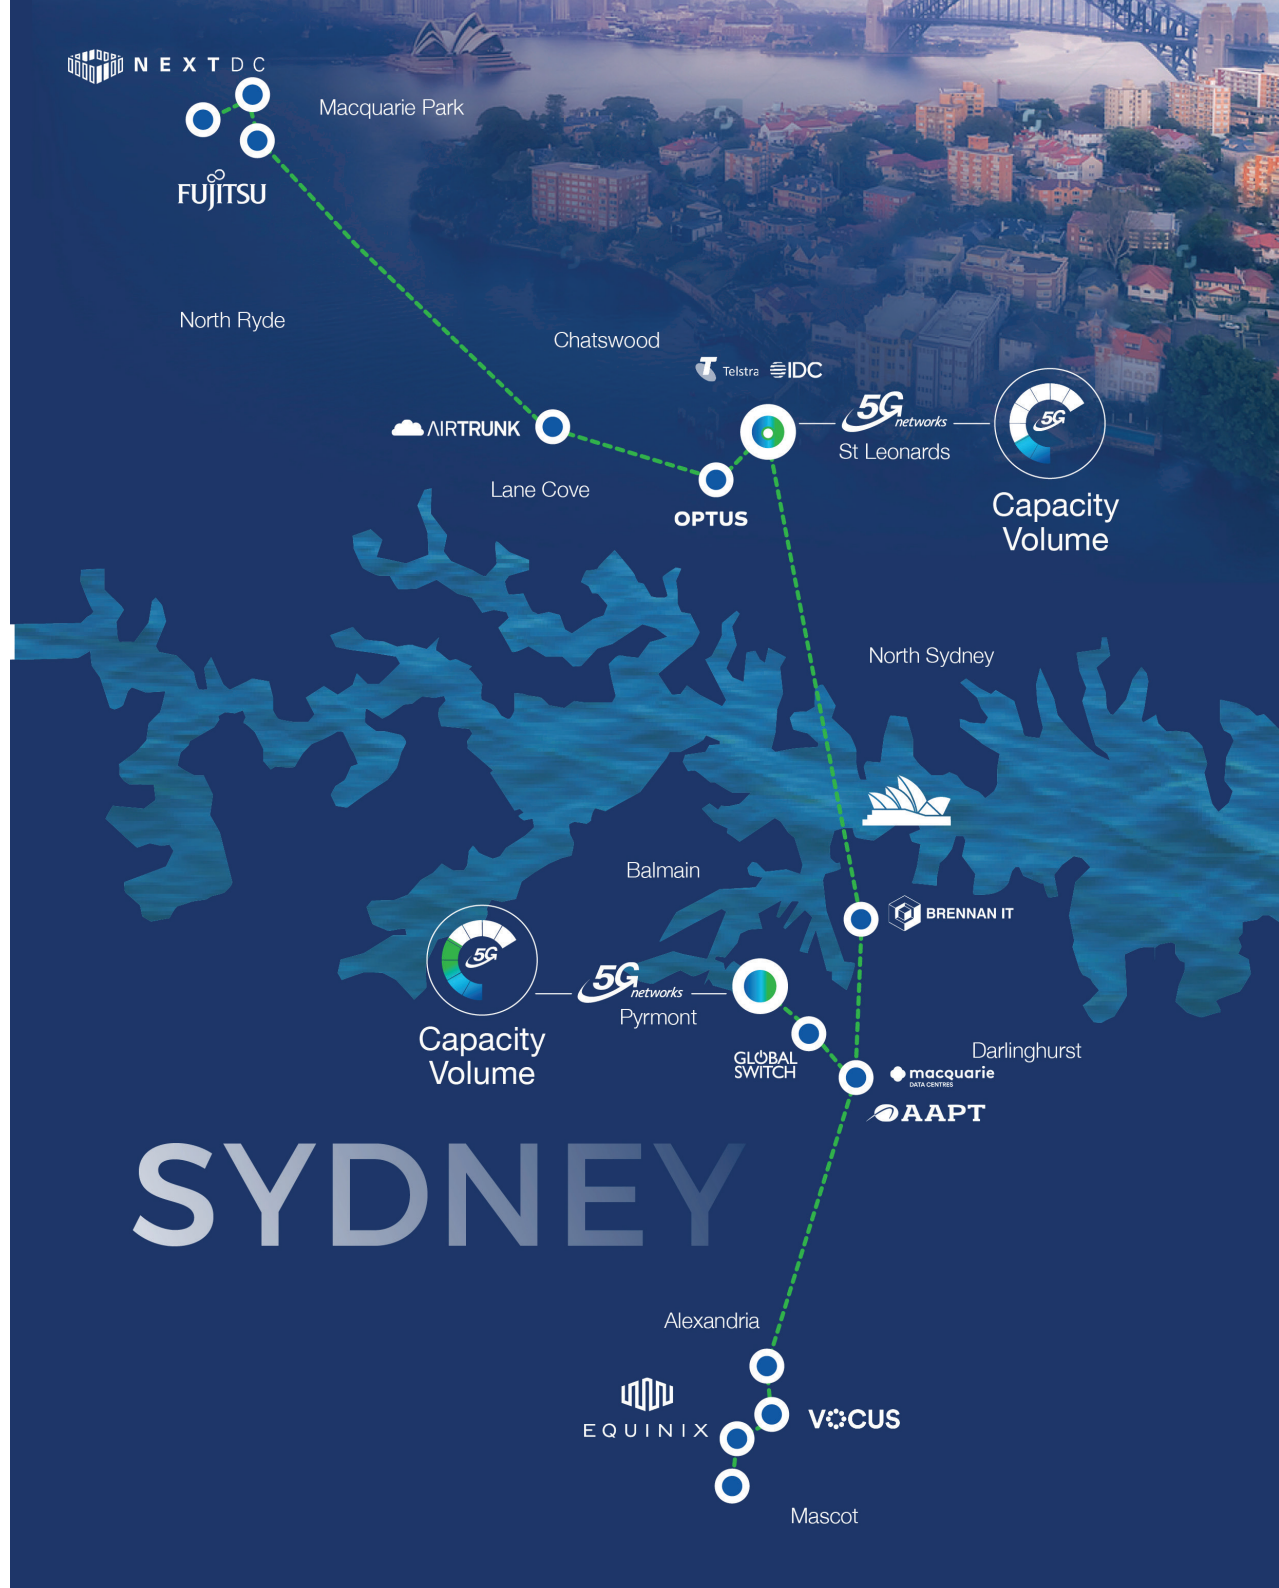 NEXTDC
Macquarie Park
FUJITSU
North Ryde
Chatswood
Telstra IDC
AIRTRUNK
5G networks
5G
St Leonards
Lane Cove
OPTUS
Capacity
Volume
North Sydney
Balmain
BRENNAN IT
5G
5G networks
Pyrmont
Capacity
Volume
GLOBAL
SWITCH
Darlinghurst
macquarie
DATA CENTRES
AAPT
SYDNEY
Alexandria
EQUINIX
VOCUS
Mascot